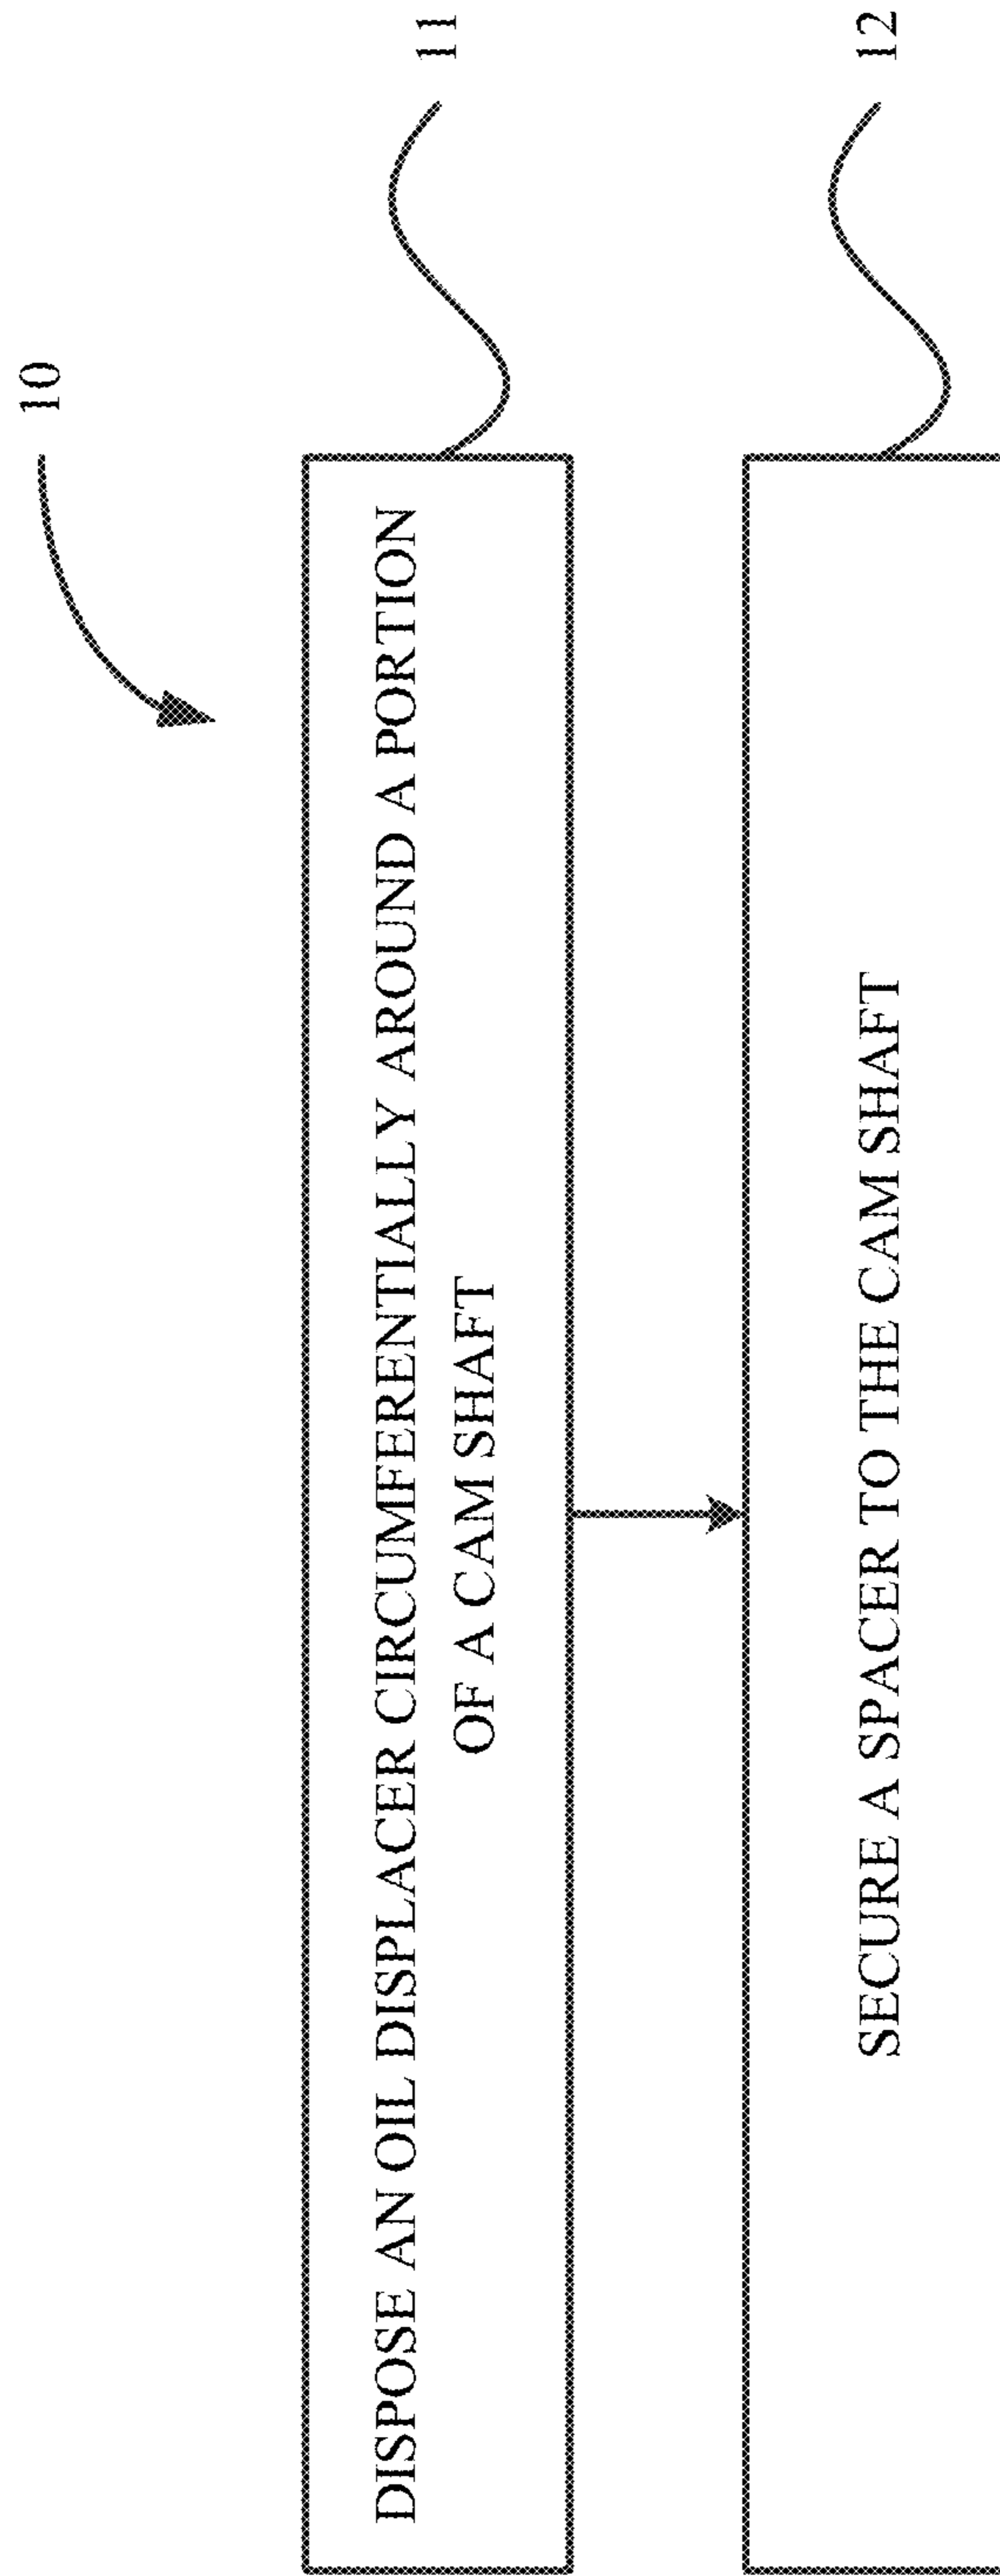 10
DISPOSE AN OIL DISPLACER CIRCUMFERENTIALLY AROUND A PORTION
OF A CAM SHAFT
11
SECURE A SPACER TO THE CAM SHAFT
12